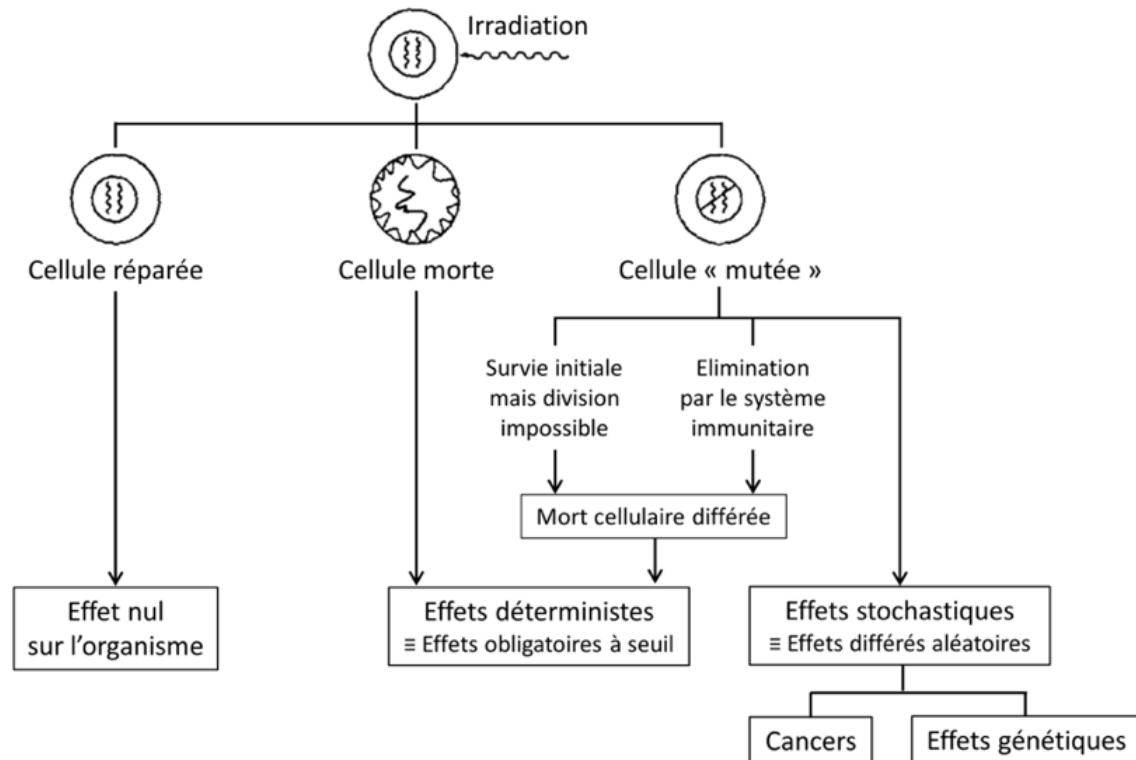 Irradiation
Cellule réparée
Cellule morte
Cellule « mutée »
Survie initiale
mais division
impossible
Elimination
par le système
immunitaire
Mort cellulaire différée
Effet nul
sur l’organisme
Effets déterministes
≡ Effets obligatoires à seuil
Effets stochastiques
≡ Effets différés aléatoires
Cancers
Effets génétiques